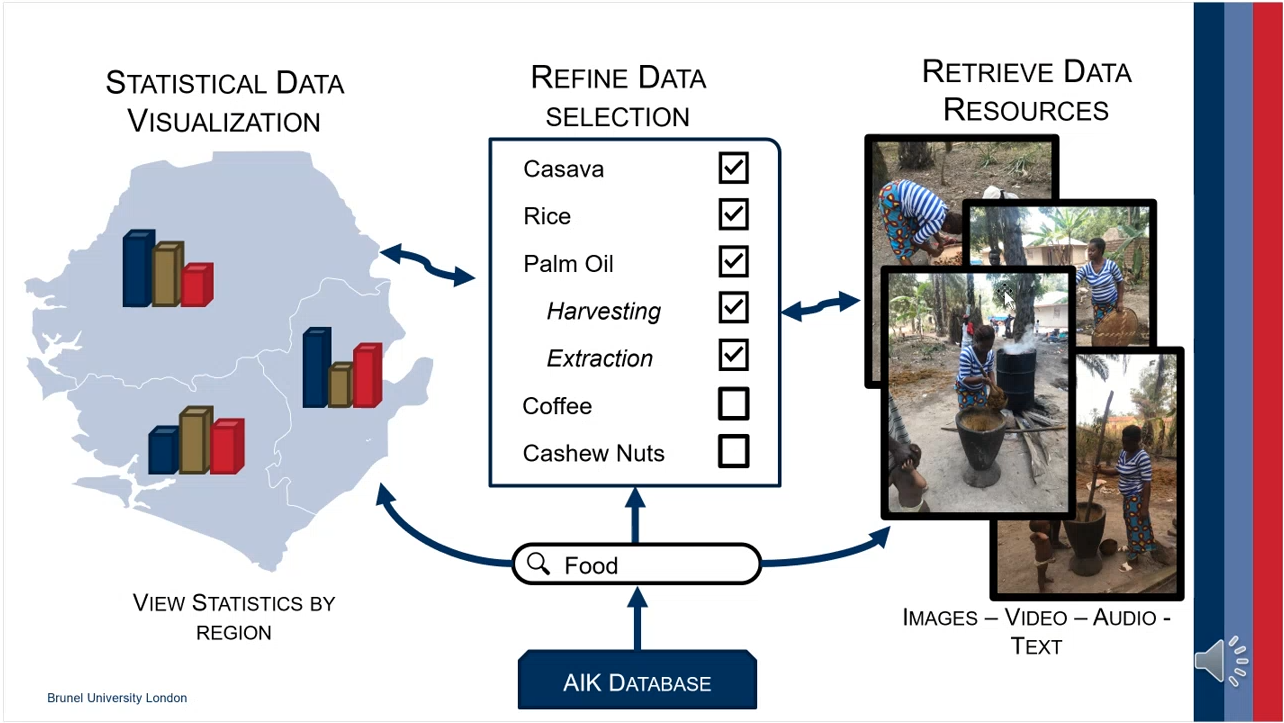 STATISTICAL DATA
VISUALIZATION
REFINE DATA
SELECTION
RETRIEVE DATA
RESOURCES
Casava
Rice
Palm Oil
Harvesting
Extraction
Coffee
Cashew Nuts
Food
AIK DATABASE
VIEW STATISTICS BY
REGION
IMAGES – VIDEO – AUDIO -
TEXT
Brunel University London